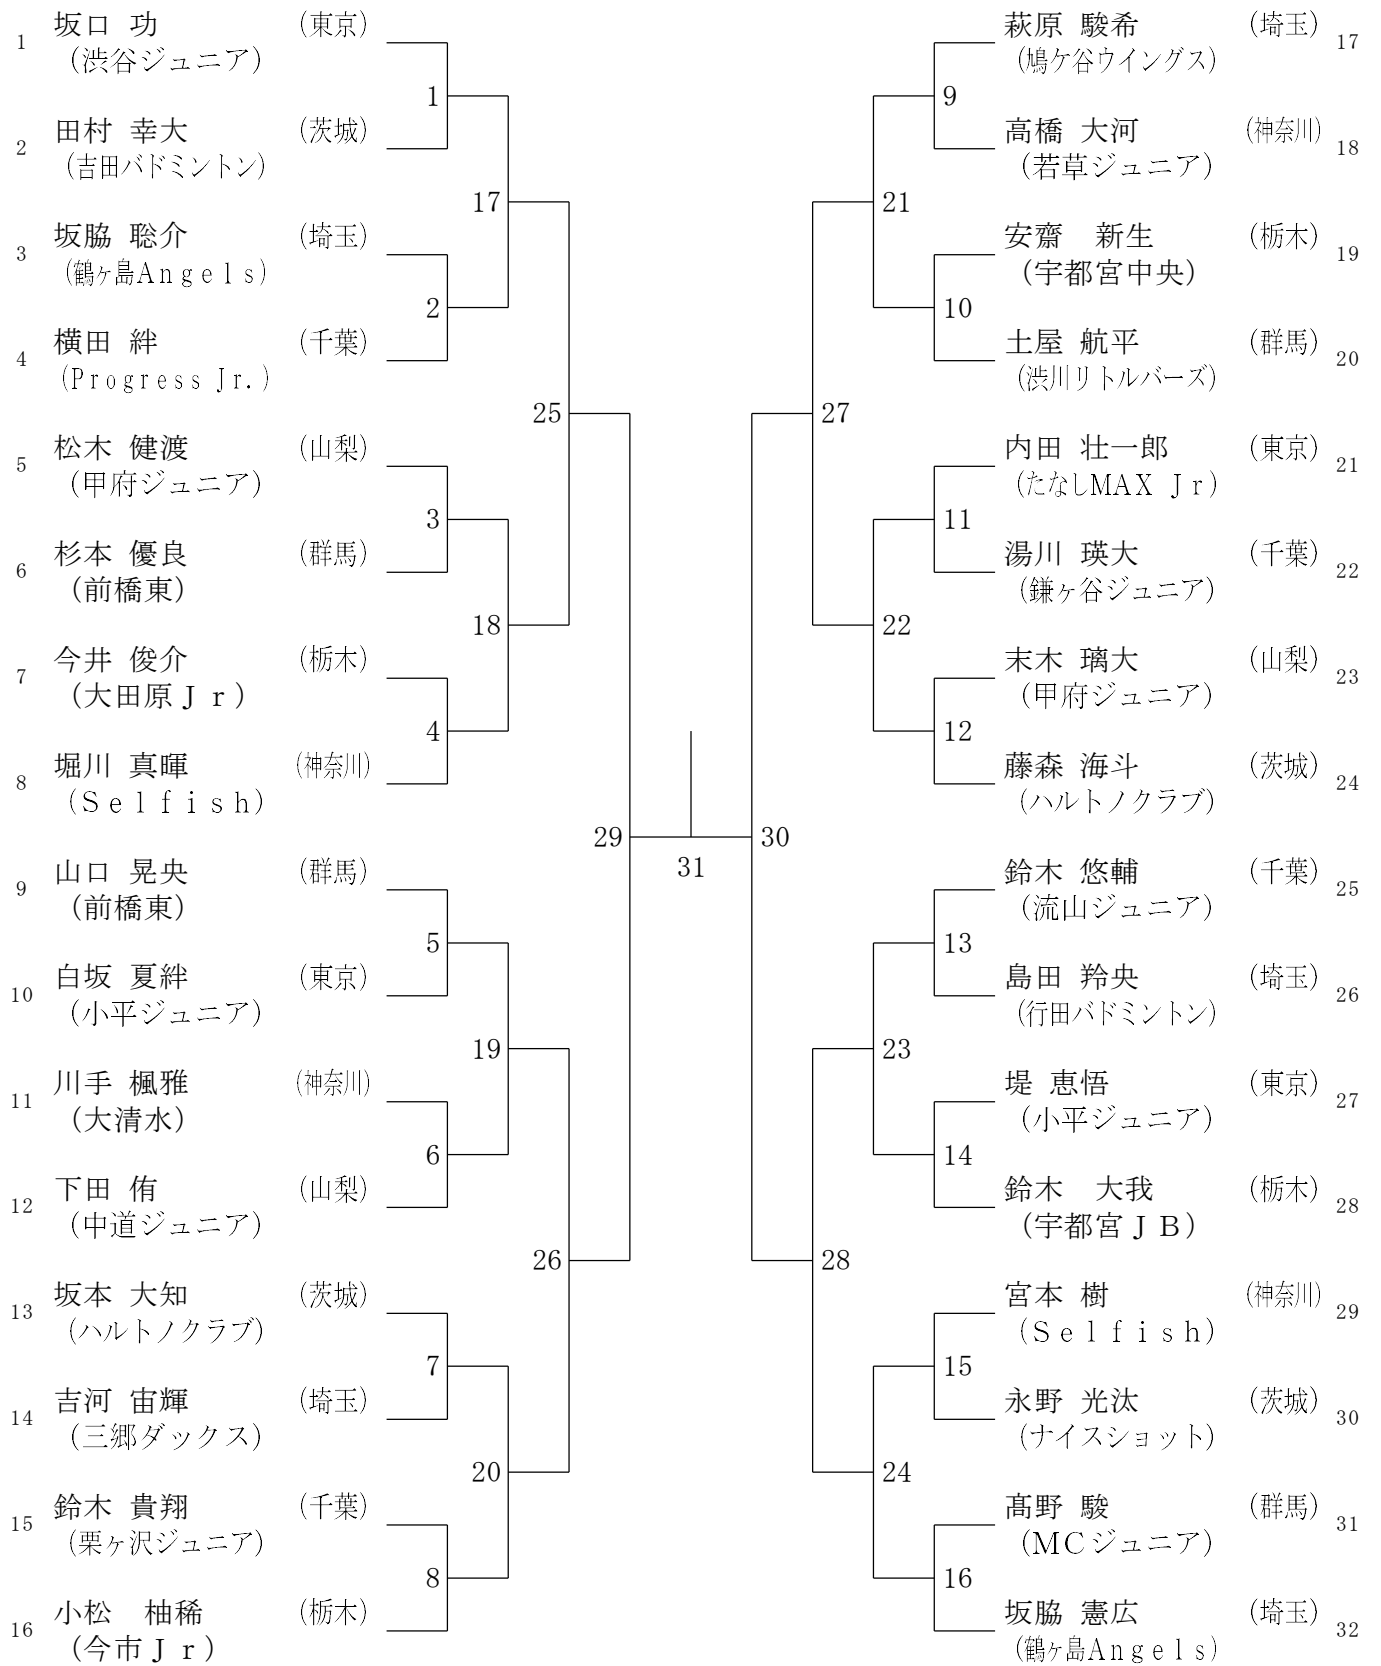 1 坂口 功 (東京)
(渋谷ジュニア)
2 田村 幸大 (茨城)
(吉田バドミントン)
3 坂脇 聡介 (埼玉)
(鶴ヶ島Angels)
4 横田 絆 (千葉)
(Progress Jr.)
5 松木 健渡 (山梨)
(甲府ジュニア)
6 杉本 優良 (群馬)
(前橋東)
7 今井 俊介 (栃木)
(大田原Jr)
8 堀川 真暉 (神奈川)
(Selfish)
9 山口 晃央 (群馬)
(前橋東)
10 白坂 夏絆 (東京)
(小平ジュニア)
11 川手 楓雅 (神奈川)
(大清水)
12 下田 侑 (山梨)
(中道ジュニア)
13 坂本 大知 (茨城)
(ハルトノクラブ)
14 吉河 宙輝 (埼玉)
(三郷ダックス)
15 鈴木 貴翔 (千葉)
(栗ヶ沢ジュニア)
16 小松 柚稀 (栃木)
(今市Jr)
1
2
3
4
5
6
7
8
17
18
19
20
25
26
29
31
30
27
28
21
22
23
24
9
10
11
12
13
14
15
16
萩原 駿希 (埼玉) 17
(鳩ケ谷ウイングス)
高橋 大河 (神奈川) 18
(若草ジュニア)
安齋 新生 (栃木) 19
(宇都宮中央)
土屋 航平 (群馬) 20
(渋川リトルバーズ)
内田 壮一郎 (東京) 21
(たなしMAX Jr)
湯川 瑛大 (千葉) 22
(鎌ヶ谷ジュニア)
末木 璃大 (山梨) 23
(甲府ジュニア)
藤森 海斗 (茨城) 24
(ハルトノクラブ)
鈴木 悠輔 (千葉) 25
(流山ジュニア)
島田 羚央 (埼玉) 26
(行田バドミントン)
堤 恵悟 (東京) 27
(小平ジュニア)
鈴木 大我 (栃木) 28
(宇都宮JB)
宮本 樹 (神奈川) 29
(Selfish)
永野 光汰 (茨城) 30
(ナイスショット)
髙野 駿 (群馬) 31
(MCジュニア)
坂脇 憲広 (埼玉) 32
(鶴ヶ島Angels)